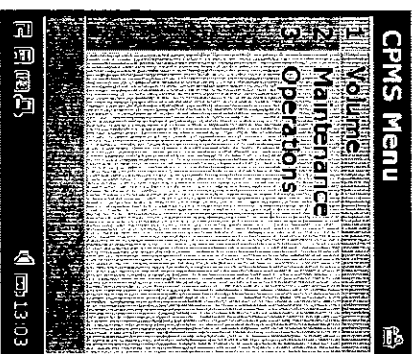 CPMS Menu
1 Volume
2 Maintenance
3 Operations
13:03